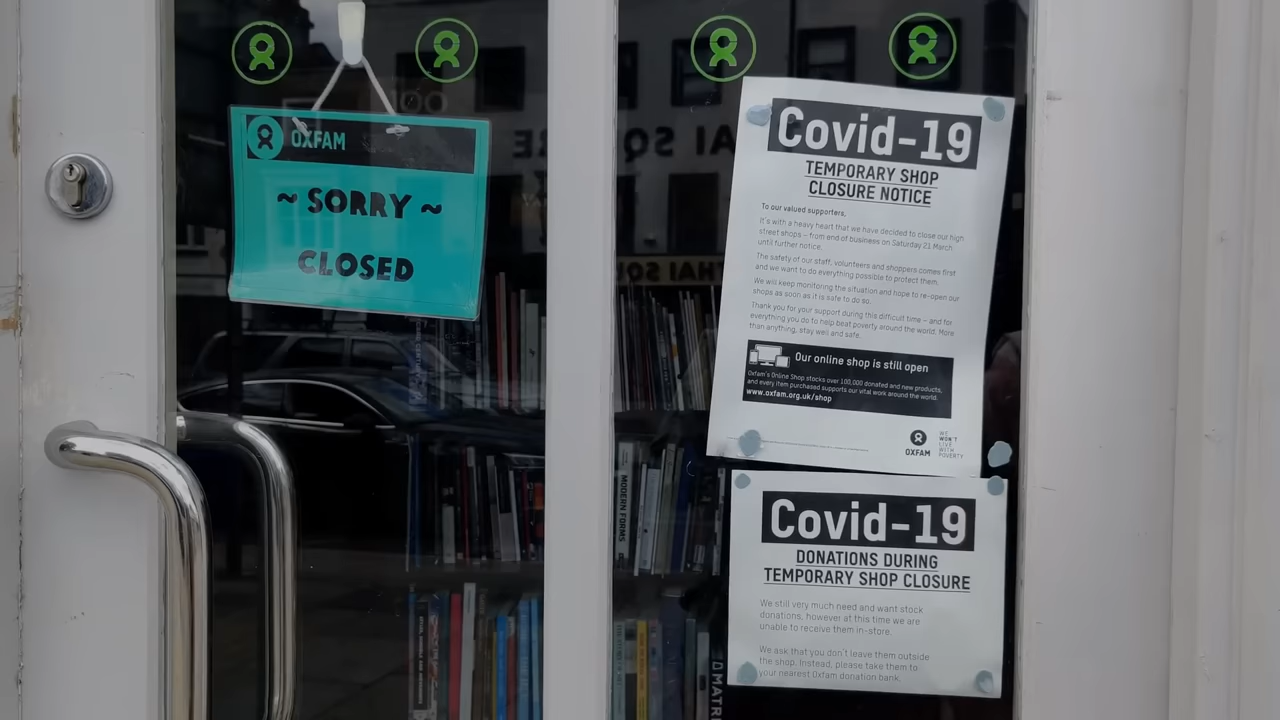 OXFAM
~ SORRY ~
CLOSED
Covid-19
TEMPORARY SHOP
CLOSURE NOTICE
To our valued supporters,
It's with a heavy heart that we have decided to close our high
street shops – from end of business on Saturday 21 March
until further notice.
The safety of our staff, volunteers and shoppers comes first
and we want to do everything possible to protect them.
We will keep monitoring the situation and hope to re-open our
shops as soon as it is safe to do so.
Thank you for your support during this difficult time – and for
everything you do to help beat poverty around the world. More
than anything, stay well and safe.
Our online shop is still open
Oxfam's Online Shop stocks over 100,000 donated and new products,
and every item purchased supports our vital work around the world.
www.oxfam.org.uk/shop
OXFAM
WE
WON'T
LIVE
WITH
POVERTY
Covid-19
DONATIONS DURING
TEMPORARY SHOP CLOSURE
We still very much need and want stock
donations, however at this time we are
unable to receive them in-store.
We ask that you don't leave them outside
the shop. Instead, please take them to
your nearest Oxfam donation bank.
MODERN FORMS
THAI SQU
AI SQUARE